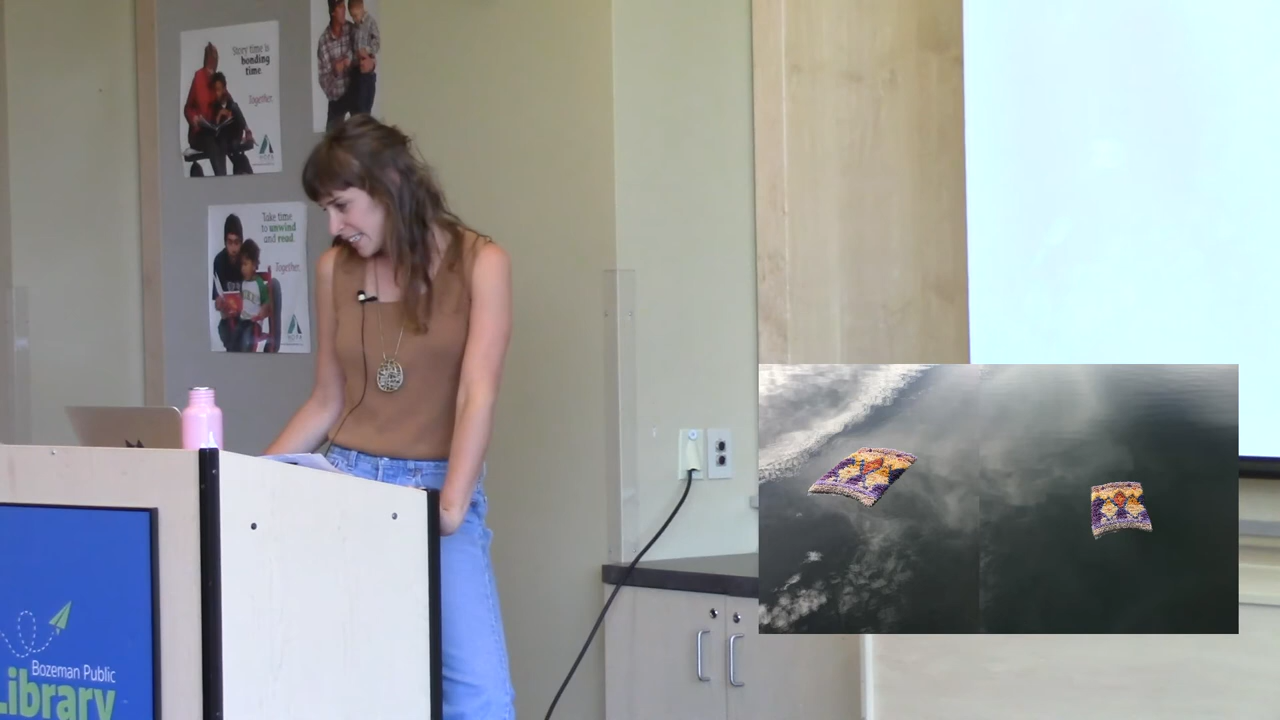 Story time is
bonding
time.
Together.
Take time
to unwind
and read.
Together.
Bozeman Public
Library